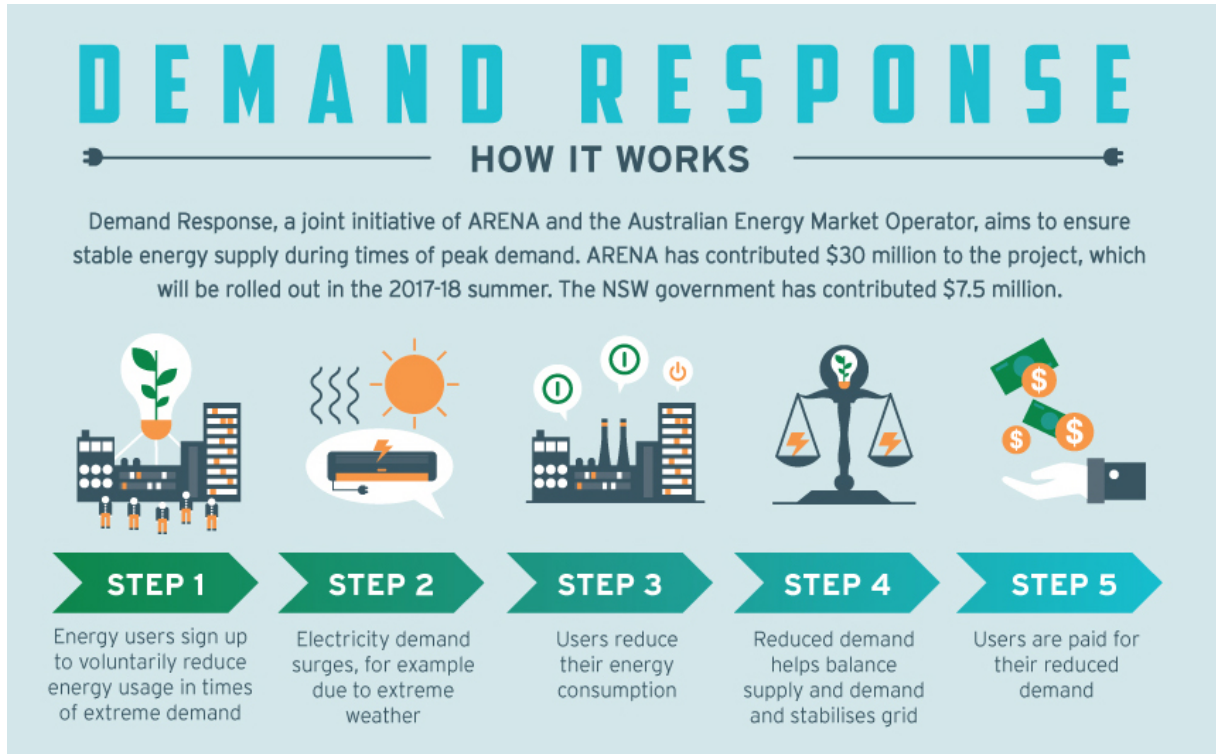 DEMAND RESPONSE
HOW IT WORKS
Demand Response, a joint initiative of ARENA and the Australian Energy Market Operator, aims to ensure
stable energy supply during times of peak demand. ARENA has contributed $30 million to the project, which
will be rolled out in the 2017-18 summer. The NSW government has contributed $7.5 million.
$
$
$
STEP 1
Energy users sign up
to voluntarily reduce
energy usage in times
of extreme demand
STEP 2
Electricity demand
surges, for example
due to extreme
weather
STEP 3
Users reduce
their energy
consumption
STEP 4
Reduced demand
helps balance
supply and demand
and stabilises grid
STEP 5
Users are paid for
their reduced
demand